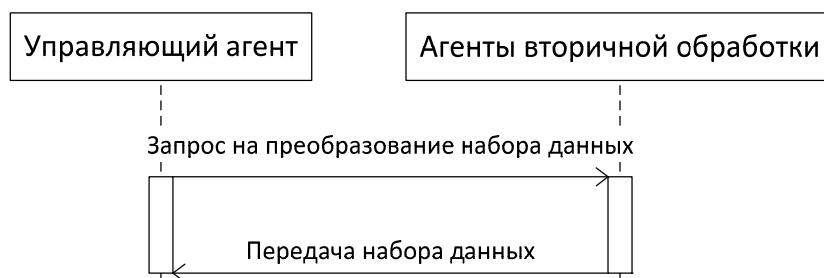 Управляющий агент
Агенты вторичной обработки
Запрос на преобразование набора данных
Передача набора данных